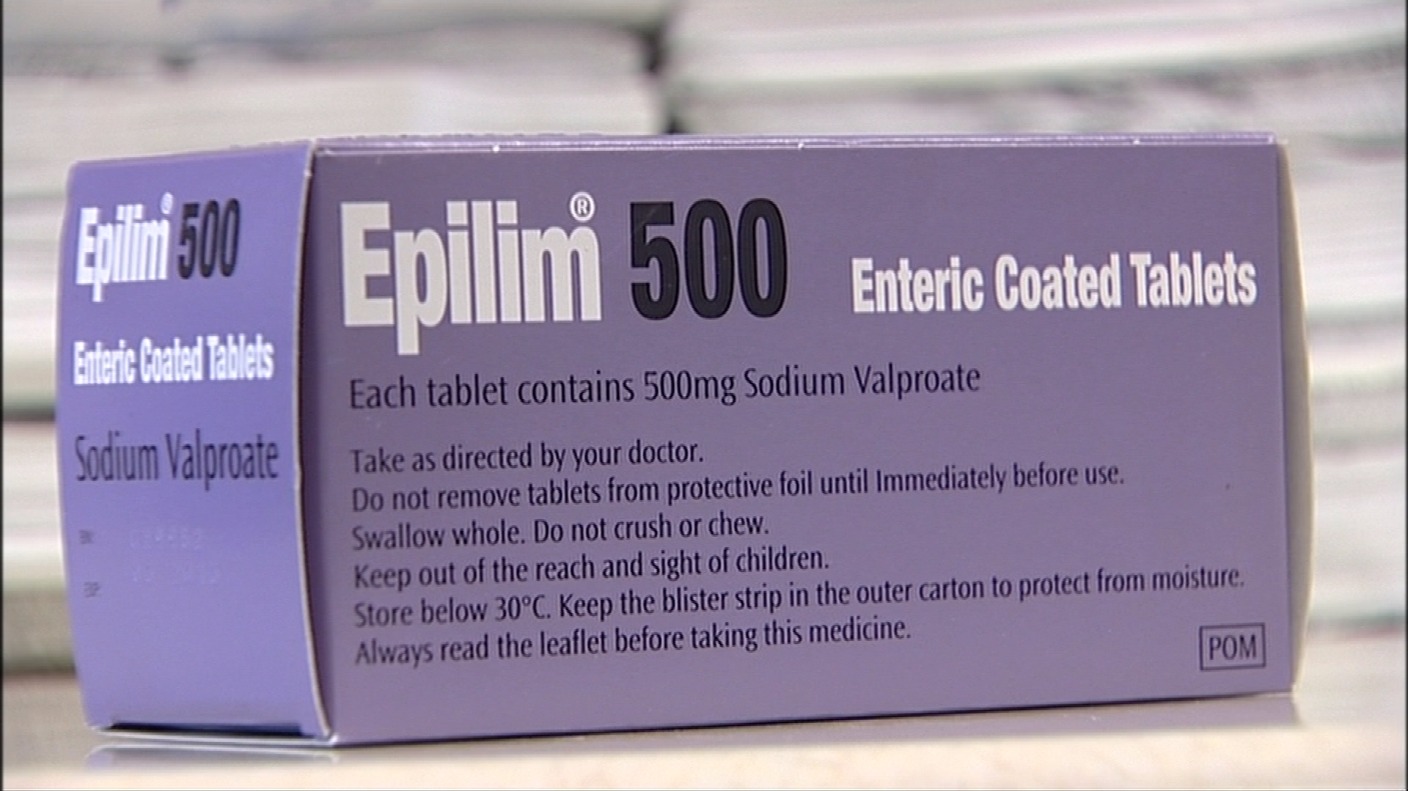 Epilim® 500
Enteric Coated Tablets
Sodium Valproate
Epilim® 500
Enteric Coated Tablets
Each tablet contains 500mg Sodium Valproate
Take as directed by your doctor.
Do not remove tablets from protective foil until Immediately before use.
Swallow whole. Do not crush or chew.
Keep out of the reach and sight of children.
Store below 30°C. Keep the blister strip in the outer carton to protect from moisture.
Always read the leaflet before taking this medicine.
POM